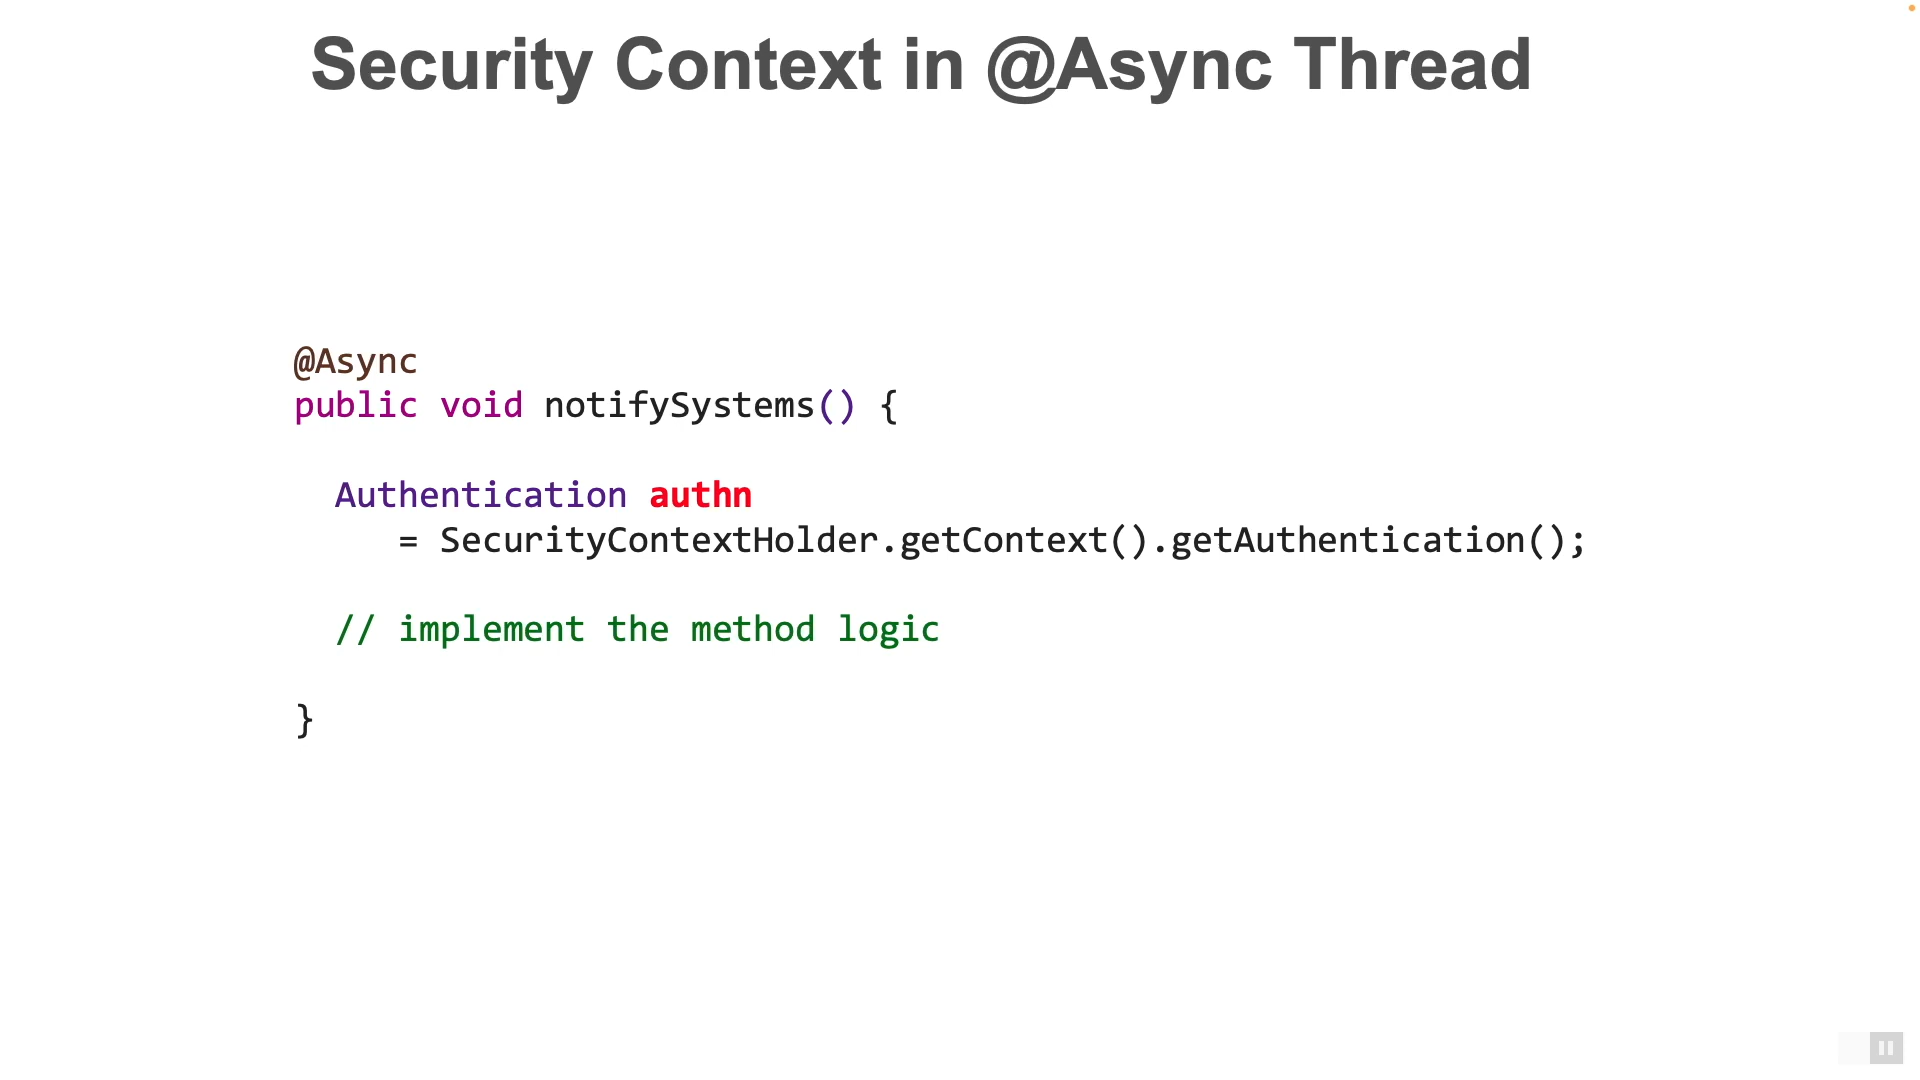 Security Context in @Async Thread
@Async
public void notifySystems() {
Authentication authn
= SecurityContextHolder.getContext().getAuthentication();
// implement the method logic
}